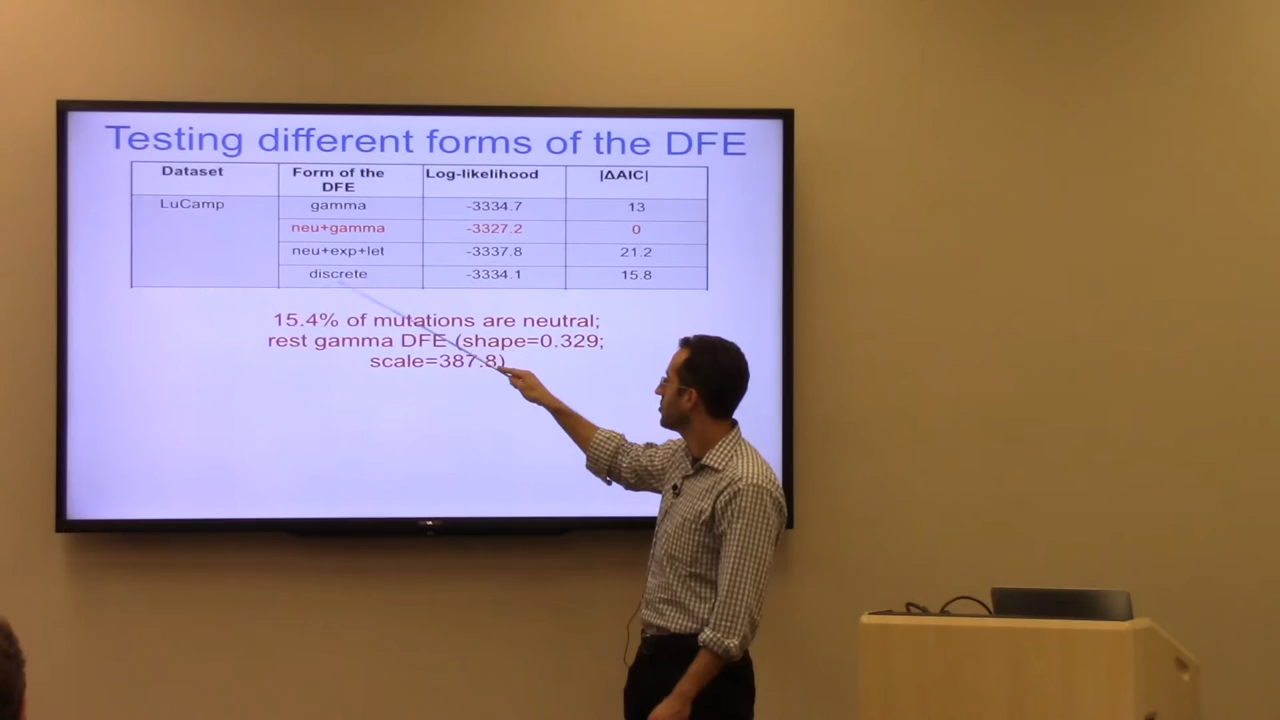 Testing different forms of the DFE
Dataset Form of the DFE Log-likelihood |ΔAIC|
LuCamp gamma -3334.7 13
neu+gamma -3327.2 0
neu+exp+let -3337.8 21.2
discrete -3334.1 15.8
15.4% of mutations are neutral;
rest gamma DFE (shape=0.329;
scale=387.8)